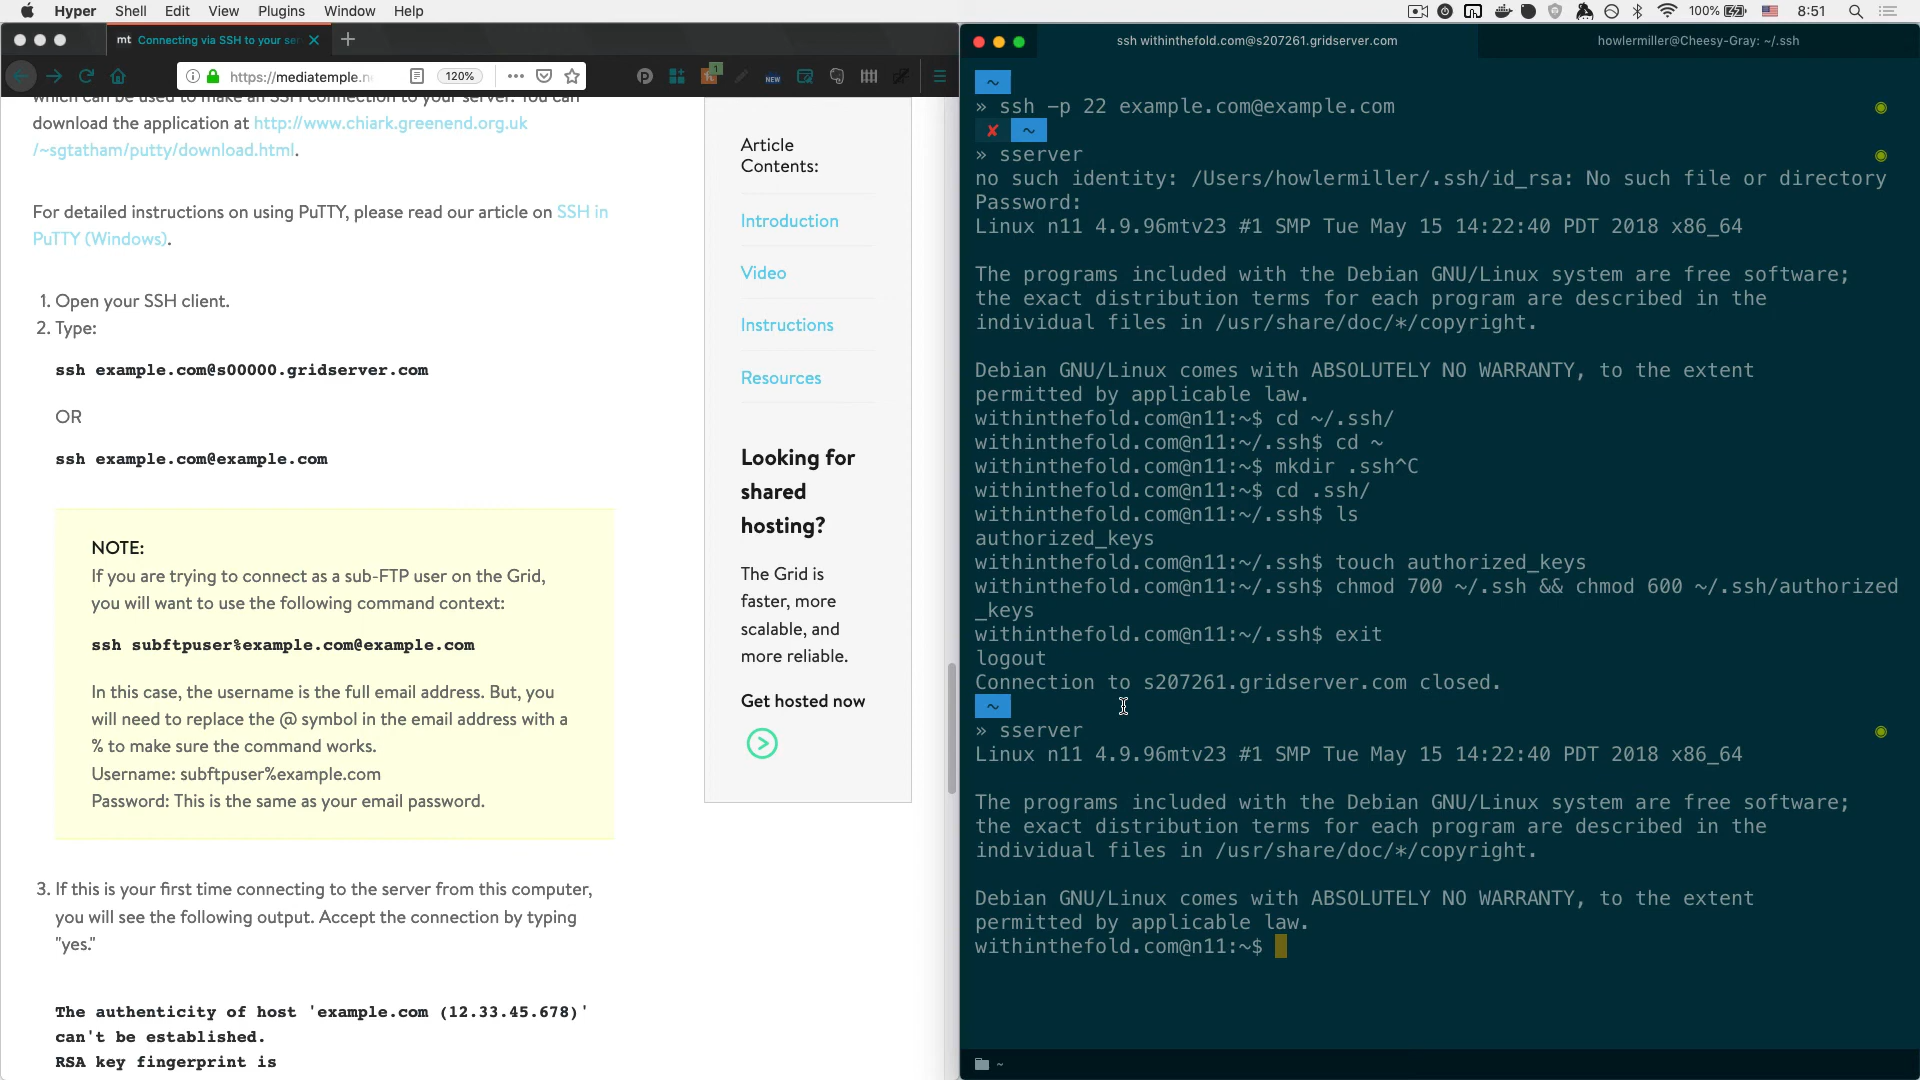 Hyper Shell Edit View Plugins Window Help
100% 8:51
mt Connecting via SSH to your ser
https://mediatemple.n
120%
NEW
1
which can be used to make an SSH connection to your server. You can
download the application at http://www.chiark.greenend.org.uk
/~sgtatham/putty/download.html.
For detailed instructions on using PuTTY, please read our article on SSH in
PuTTY (Windows).
1. Open your SSH client.
2. Type:
ssh example.com@s00000.gridserver.com
OR
ssh example.com@example.com
NOTE:
If you are trying to connect as a sub-FTP user on the Grid,
you will want to use the following command context:
ssh subftpuser%example.com@example.com
In this case, the username is the full email address. But, you
will need to replace the @ symbol in the email address with a
% to make sure the command works.
Username: subftpuser%example.com
Password: This is the same as your email password.
3. If this is your first time connecting to the server from this computer,
you will see the following output. Accept the connection by typing
"yes."
The authenticity of host 'example.com (12.33.45.678)'
can't be established.
RSA key fingerprint is
Article
Contents:
Introduction
Video
Instructions
Resources
Looking for
shared
hosting?
The Grid is
faster, more
scalable, and
more reliable.
Get hosted now
ssh withinthefold.com@s207261.gridserver.com
howlermiller@Cheesy-Gray: ~/.ssh
~
» ssh -p 22 example.com@example.com
✘ ~
» sserver
no such identity: /Users/howlermiller/.ssh/id_rsa: No such file or directory
Password:
Linux n11 4.9.96mtv23 #1 SMP Tue May 15 14:22:40 PDT 2018 x86_64
The programs included with the Debian GNU/Linux system are free software;
the exact distribution terms for each program are described in the
individual files in /usr/share/doc/*/copyright.
Debian GNU/Linux comes with ABSOLUTELY NO WARRANTY, to the extent
permitted by applicable law.
withinthefold.com@n11:~$ cd ~/.ssh/
withinthefold.com@n11:~/.ssh$ cd ~
withinthefold.com@n11:~$ mkdir .ssh^C
withinthefold.com@n11:~$ cd .ssh/
withinthefold.com@n11:~/.ssh$ ls
authorized_keys
withinthefold.com@n11:~/.ssh$ touch authorized_keys
withinthefold.com@n11:~/.ssh$ chmod 700 ~/.ssh && chmod 600 ~/.ssh/authorized
_keys
withinthefold.com@n11:~/.ssh$ exit
logout
Connection to s207261.gridserver.com closed.
~
» sserver
Linux n11 4.9.96mtv23 #1 SMP Tue May 15 14:22:40 PDT 2018 x86_64
The programs included with the Debian GNU/Linux system are free software;
the exact distribution terms for each program are described in the
individual files in /usr/share/doc/*/copyright.
Debian GNU/Linux comes with ABSOLUTELY NO WARRANTY, to the extent
permitted by applicable law.
withinthefold.com@n11:~$
~